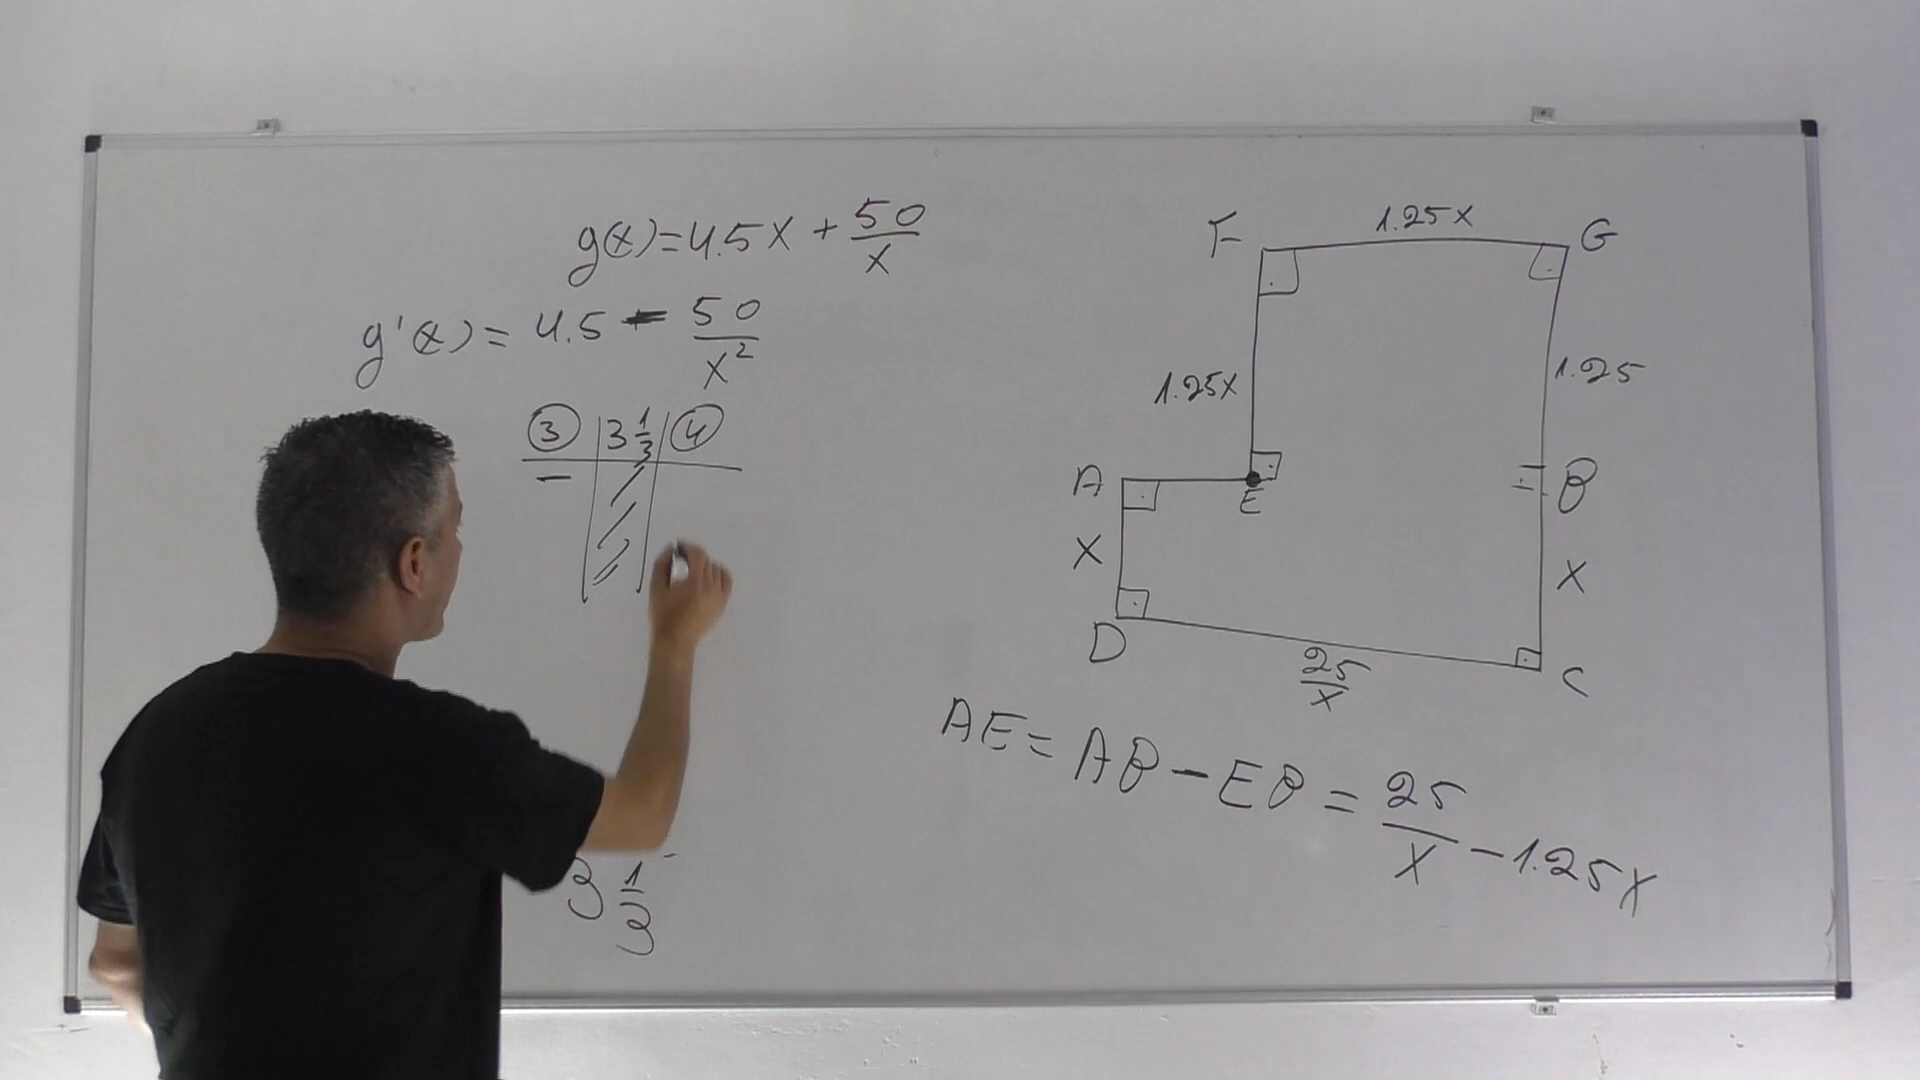 g(x)=4.5x + 50/x
g'(x) = 4.5 - 50/x²
3 | 3 1/3 | 4
-
3 1/3
F 1.25x G
1.25x 1.25
A E B
X X
D 25/x C
AE = AB - EB = 25/x - 1.25x